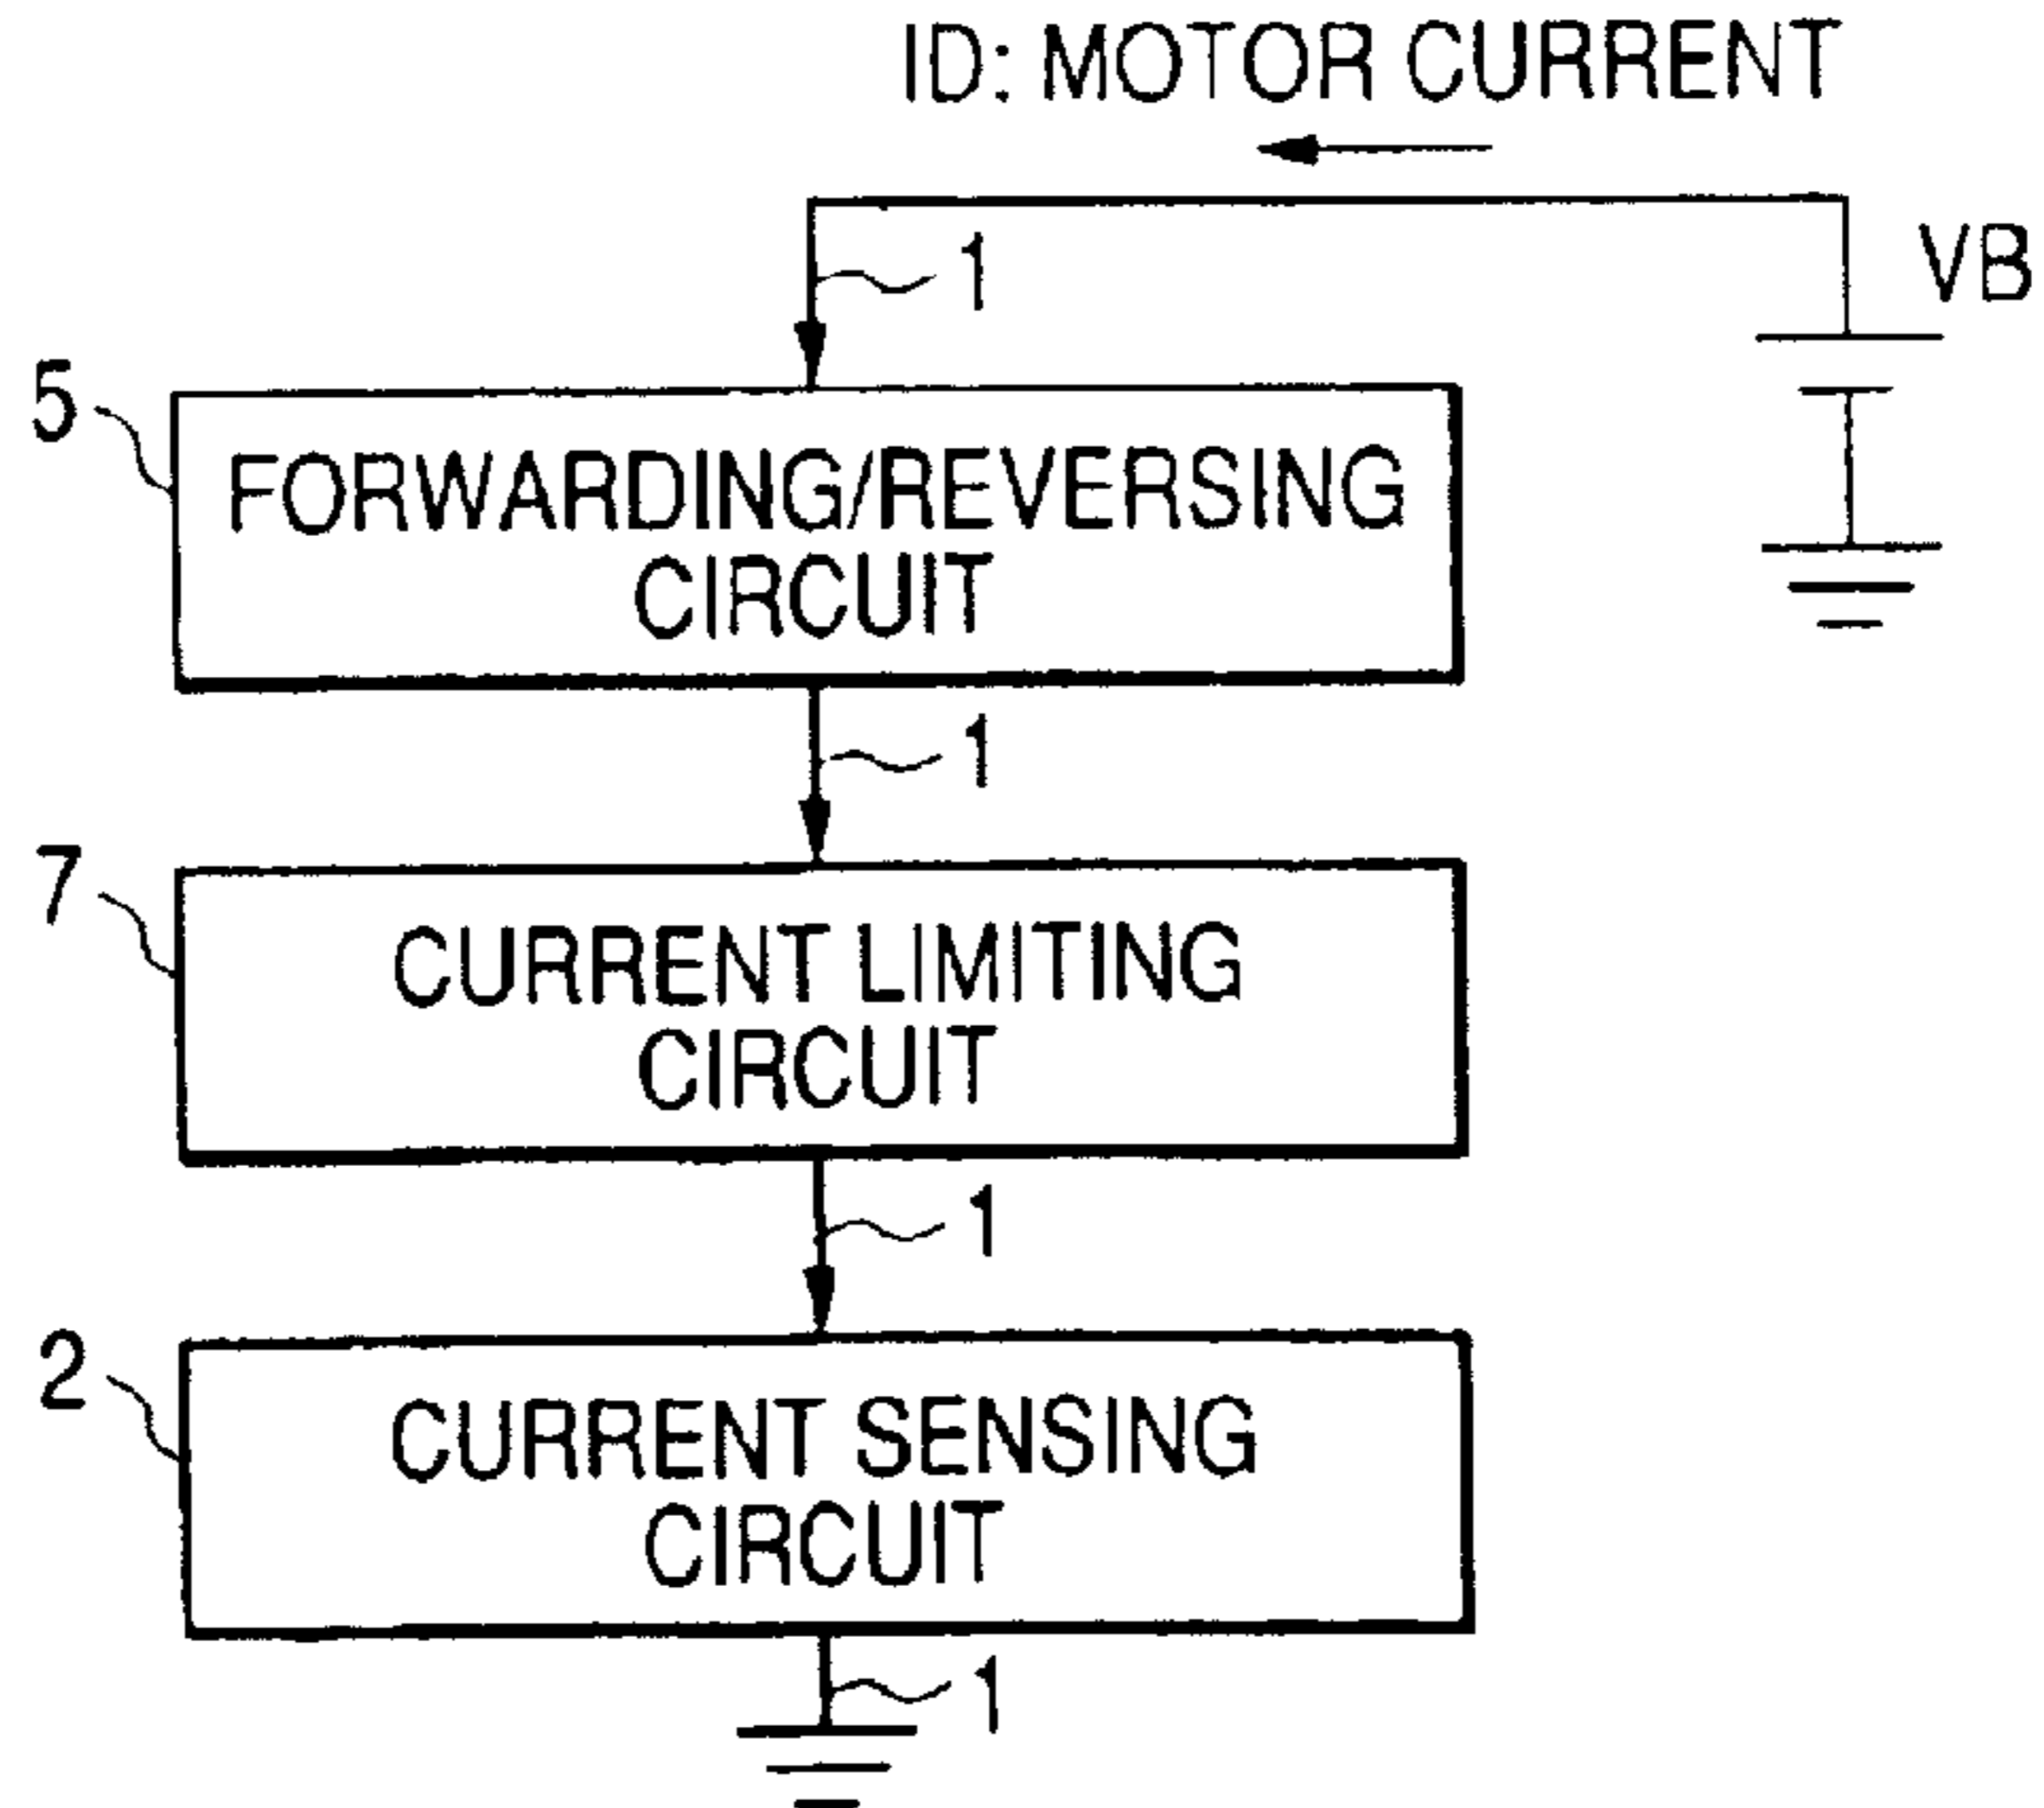 ID: MOTOR CURRENT
1
VB
5
FORWARDING/REVERSING
CIRCUIT
1
7
CURRENT LIMITING
CIRCUIT
1
2
CURRENT SENSING
CIRCUIT
1